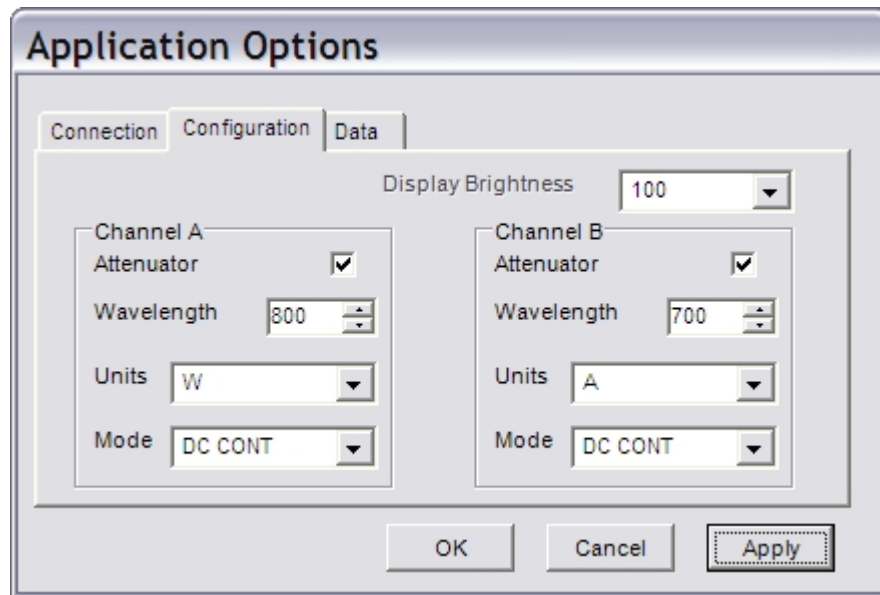 Application Options
Connection Configuration Data
Display Brightness 100
Channel A
Attenuator
Wavelength 800
Units W
Mode DC CONT
Channel B
Attenuator
Wavelength 700
Units A
Mode DC CONT
OK Cancel Apply